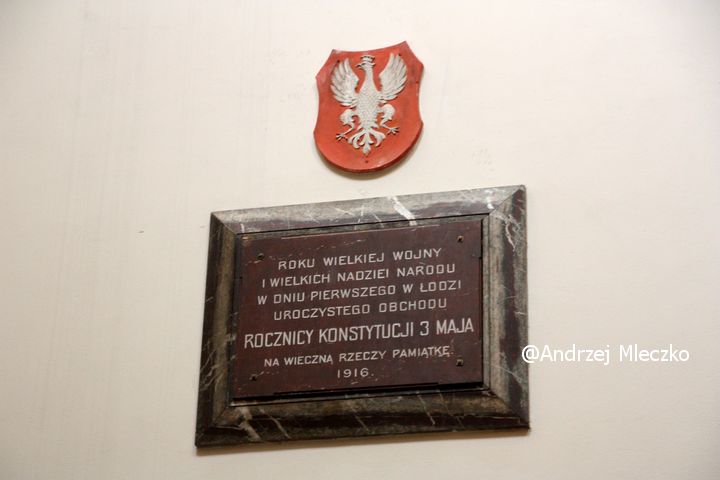 ROKU WIELKIEJ WOJNY
I WIELKICH NADZIEI NARODU
W DNIU PIERWSZEGO W ŁODZI
UROCZYSTEGO OBCHODU
ROCZNICY KONSTYTUCJI 3 MAJA
NA WIECZNĄ RZECZY PAMIĄTKĘ
1916.
@Andrzej Mleczko